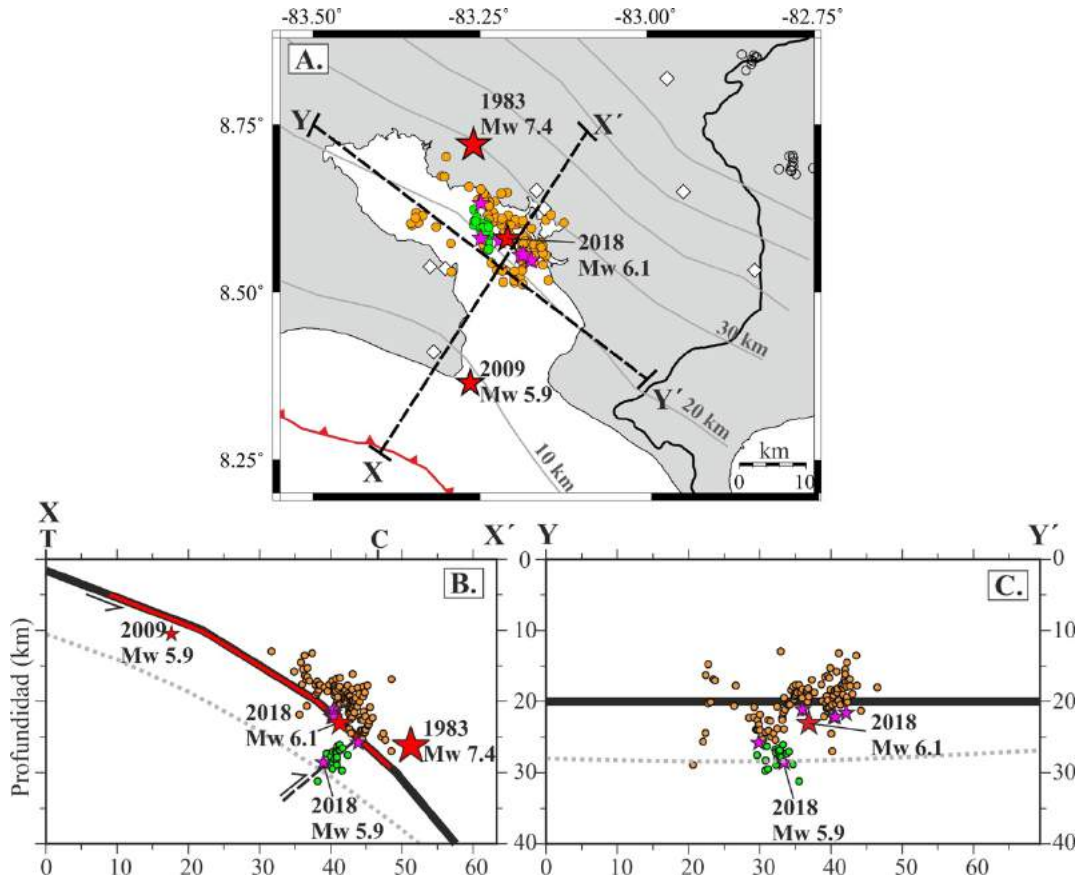 -83.50° -83.25° -83.00° -82.75°
A.
1983
Mw 7.4
Y X´
8.75°
2018
Mw 6.1
8.50°
30 km
2009
Mw 5.9
Y´
20 km
8.25°
X
10 km
km
0 10
X
T C X´
B.
0
10
20
30
40
Profundidad (km)
2009
Mw 5.9
2018
Mw 6.1
1983
Mw 7.4
2018
Mw 5.9
0 10 20 30 40 50 60
Y Y´
C.
0 0
10
20
30
40 40
2018
Mw 6.1
2018
Mw 5.9
0 10 20 30 40 50 60